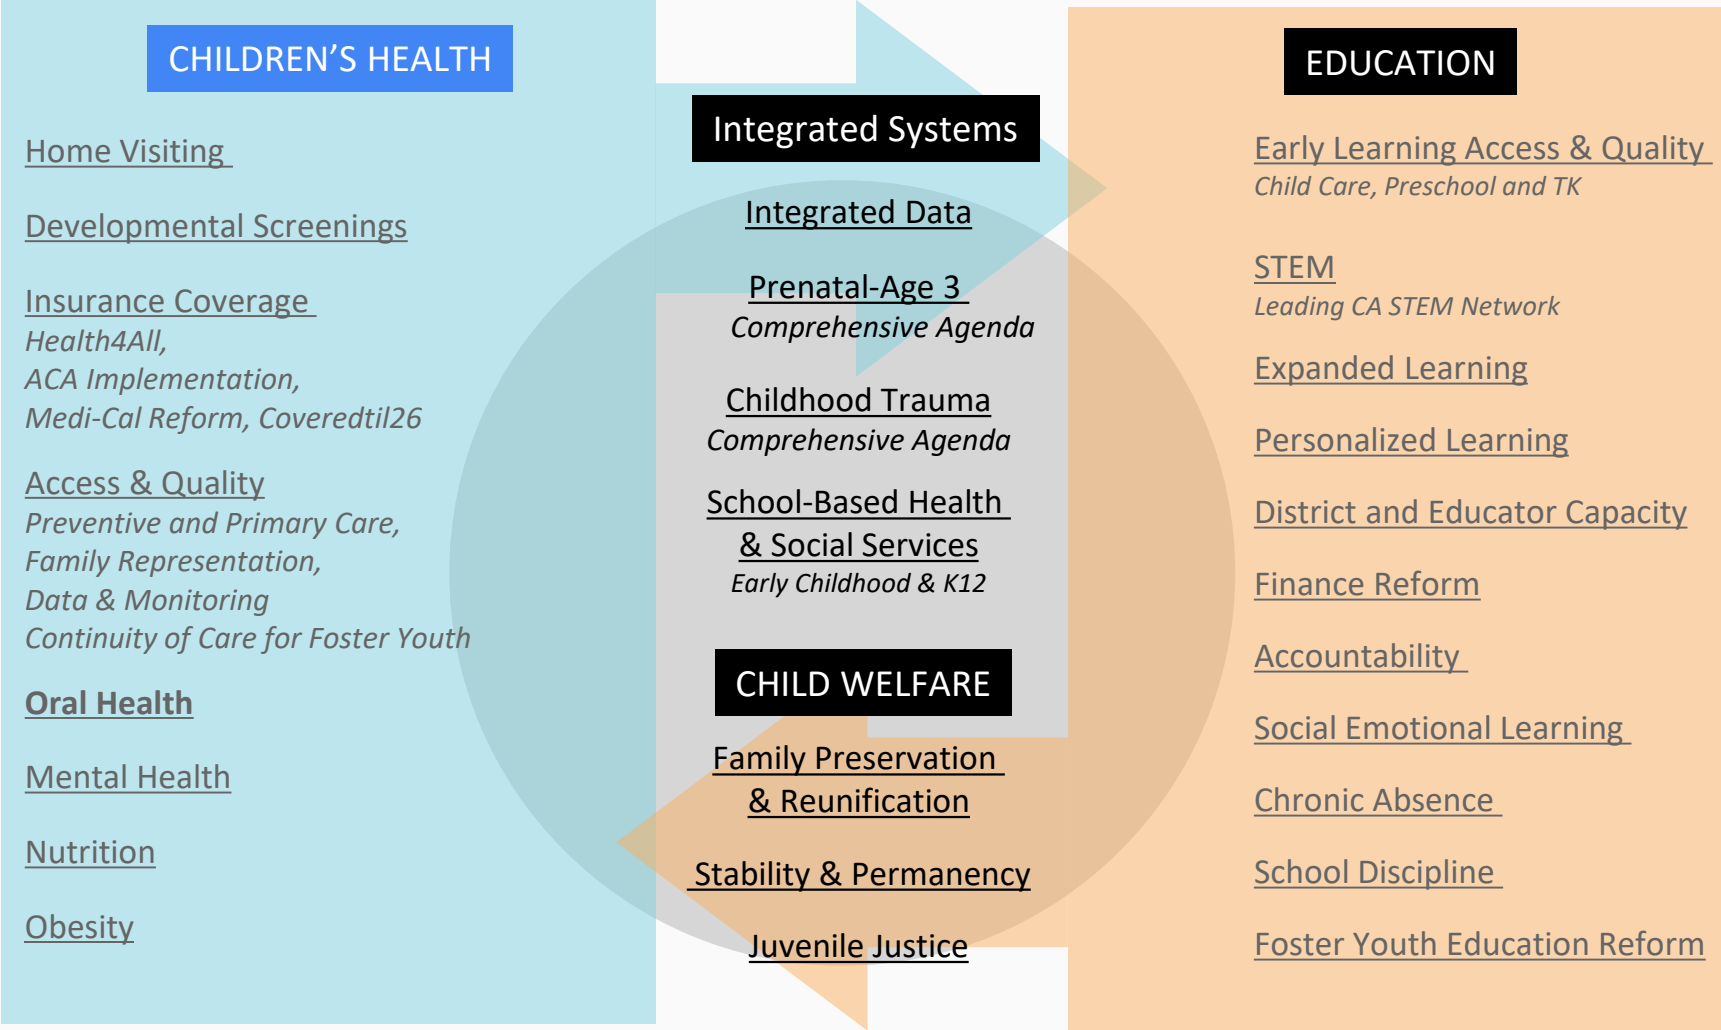 CHILDREN’S HEALTH
Home Visiting
Developmental Screenings
Insurance Coverage
Health4All,
ACA Implementation,
Medi-Cal Reform, Coveredtil26
Access & Quality
Preventive and Primary Care,
Family Representation,
Data & Monitoring
Continuity of Care for Foster Youth
Oral Health
Mental Health
Nutrition
Obesity
Integrated Systems
Integrated Data
Prenatal-Age 3
Comprehensive Agenda
Childhood Trauma
Comprehensive Agenda
School-Based Health
& Social Services
Early Childhood & K12
CHILD WELFARE
Family Preservation
& Reunification
Stability & Permanency
Juvenile Justice
EDUCATION
Early Learning Access & Quality
Child Care, Preschool and TK
STEM
Leading CA STEM Network
Expanded Learning
Personalized Learning
District and Educator Capacity
Finance Reform
Accountability
Social Emotional Learning
Chronic Absence
School Discipline
Foster Youth Education Reform